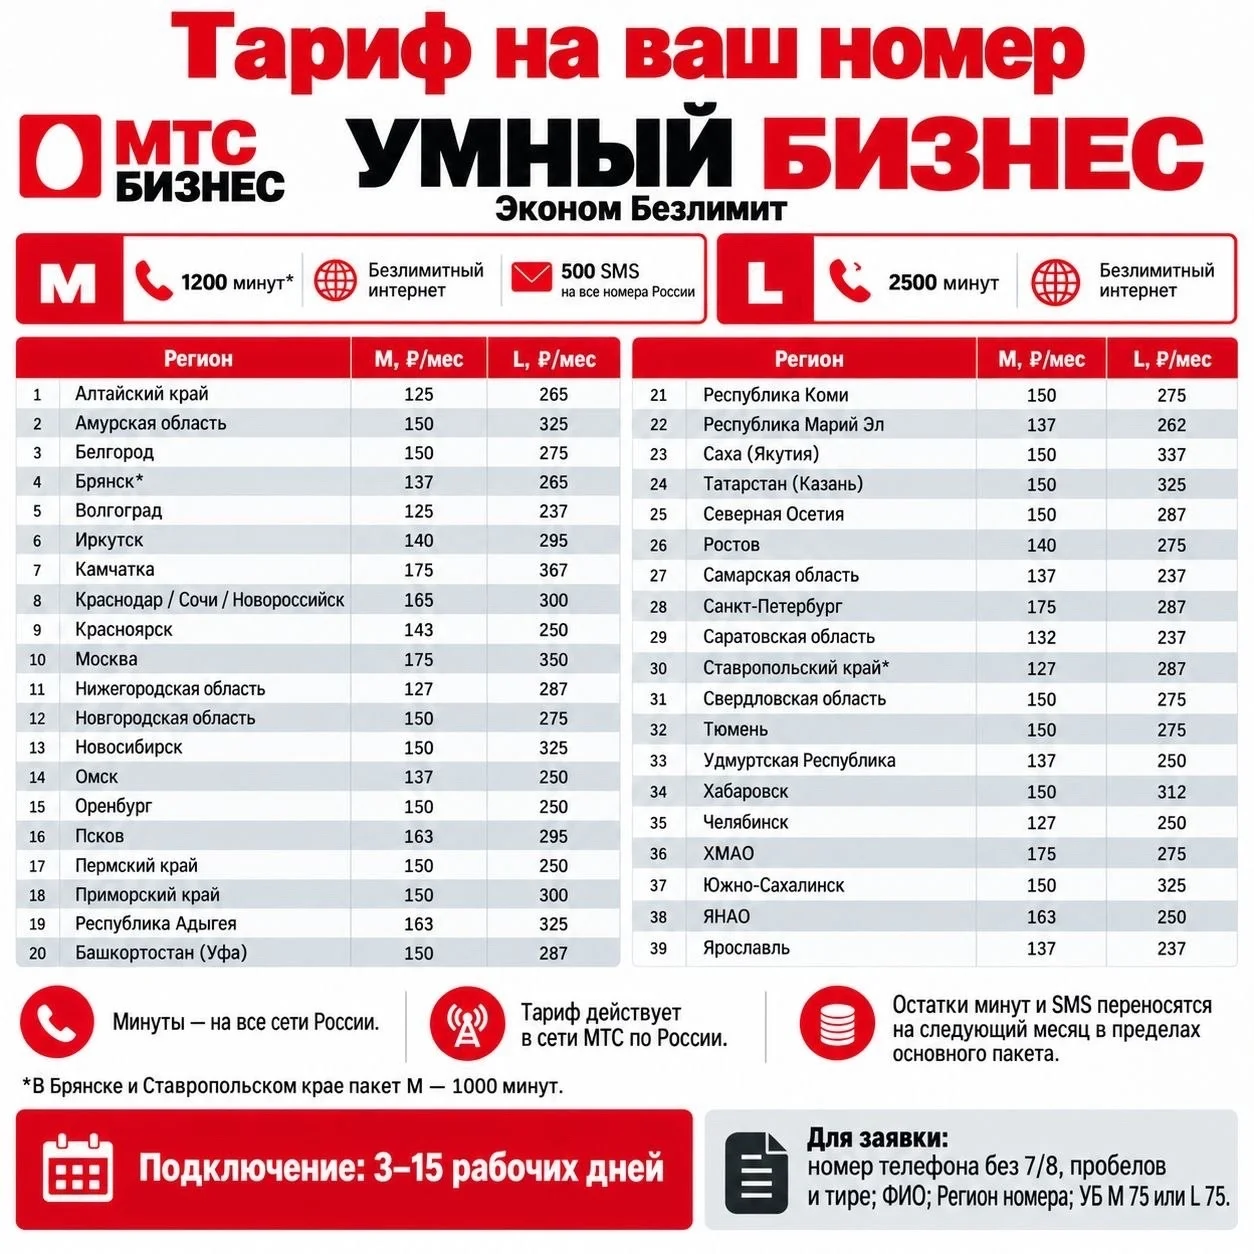 Тариф на ваш номер
МТС
БИЗНЕС
УМНЫЙ БИЗНЕС
Эконом Безлимит
M
1200 минут*
Безлимитный
интернет
500 SMS
на все номера России
L
2500 минут
Безлимитный
интернет
Регион M, ₽/мес L, ₽/мес
1 Алтайский край 125 265
2 Амурская область 150 325
3 Белгород 150 275
4 Брянск* 137 265
5 Волгоград 125 237
6 Иркутск 140 295
7 Камчатка 175 367
8 Краснодар / Сочи / Новороссийск 165 300
9 Красноярск 143 250
10 Москва 175 350
11 Нижегородская область 127 287
12 Новгородская область 150 275
13 Новосибирск 150 325
14 Омск 137 250
15 Оренбург 150 250
16 Псков 163 295
17 Пермский край 150 250
18 Приморский край 150 300
19 Республика Адыгея 163 325
20 Башкортостан (Уфа) 150 287
Регион M, ₽/мес L, ₽/мес
21 Республика Коми 150 275
22 Республика Марий Эл 137 262
23 Саха (Якутия) 150 337
24 Татарстан (Казань) 150 325
25 Северная Осетия 150 287
26 Ростов 140 275
27 Самарская область 137 237
28 Санкт-Петербург 175 287
29 Саратовская область 132 237
30 Ставропольский край* 127 287
31 Свердловская область 150 275
32 Тюмень 150 275
33 Удмуртская Республика 137 250
34 Хабаровск 150 312
35 Челябинск 127 250
36 ХМАО 175 275
37 Южно-Сахалинск 150 325
38 ЯНАО 163 250
39 Ярославль 137 237
Минуты — на все сети России.
Тариф действует
в сети МТС по России.
Остатки минут и SMS переносятся
на следующий месяц в пределах
основного пакета.
*В Брянске и Ставропольском крае пакет M — 1000 минут.
Подключение: 3–15 рабочих дней
Для заявки:
номер телефона без 7/8, пробелов
и тире; ФИО; Регион номера; УБ M 75 или L 75.